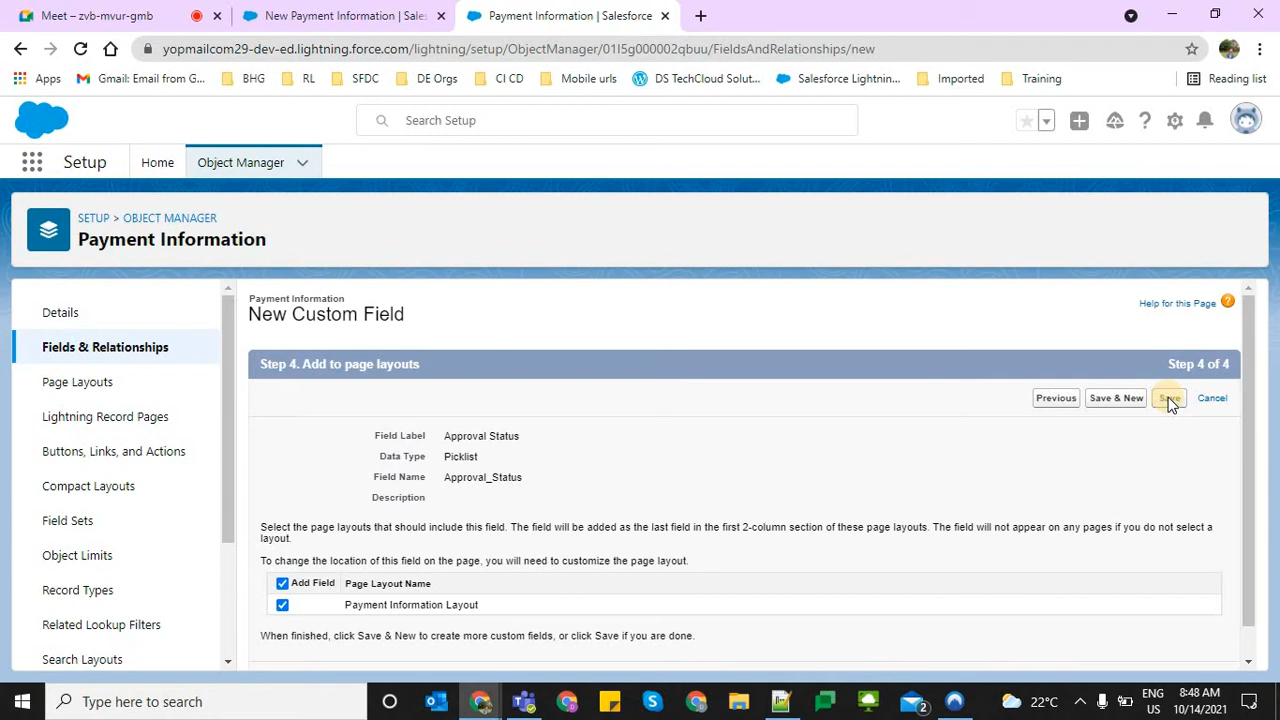 Meet – zvb-mvur-gmb
New Payment Information | Sales
Payment Information | Salesforce
yopmailcom29-dev-ed.lightning.force.com/lightning/setup/ObjectManager/01I5g000002qbuu/FieldsAndRelationships/new
Apps Gmail: Email from G... BHG RL SFDC DE Orgs CI CD Mobile urls DS TechCloud Solut... Salesforce Lightnin... Imported Training Reading list
Search Setup
Setup Home Object Manager
SETUP > OBJECT MANAGER
Payment Information
Details
Fields & Relationships
Page Layouts
Lightning Record Pages
Buttons, Links, and Actions
Compact Layouts
Field Sets
Object Limits
Record Types
Related Lookup Filters
Search Layouts
Payment Information
New Custom Field
Help for this Page ?
Step 4. Add to page layouts Step 4 of 4
Previous Save & New Save Cancel
Field Label Approval Status
Data Type Picklist
Field Name Approval_Status
Description
Select the page layouts that should include this field. The field will be added as the last field in the first 2-column section of these page layouts. The field will not appear on any pages if you do not select a
layout.
To change the location of this field on the page, you will need to customize the page layout.
Add Field Page Layout Name
Payment Information Layout
When finished, click Save & New to create more custom fields, or click Save if you are done.
Type here to search
2
22°C
ENG
IN
8:48 AM
10/14/2021